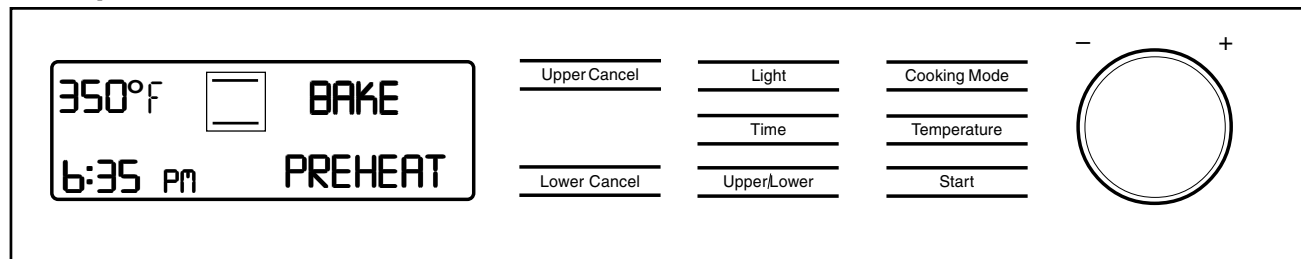 350°F BAKE
6:35 PM PREHEAT
Upper Cancel
Lower Cancel
Light
Time
Upper/Lower
Cooking Mode
Temperature
Start
− +